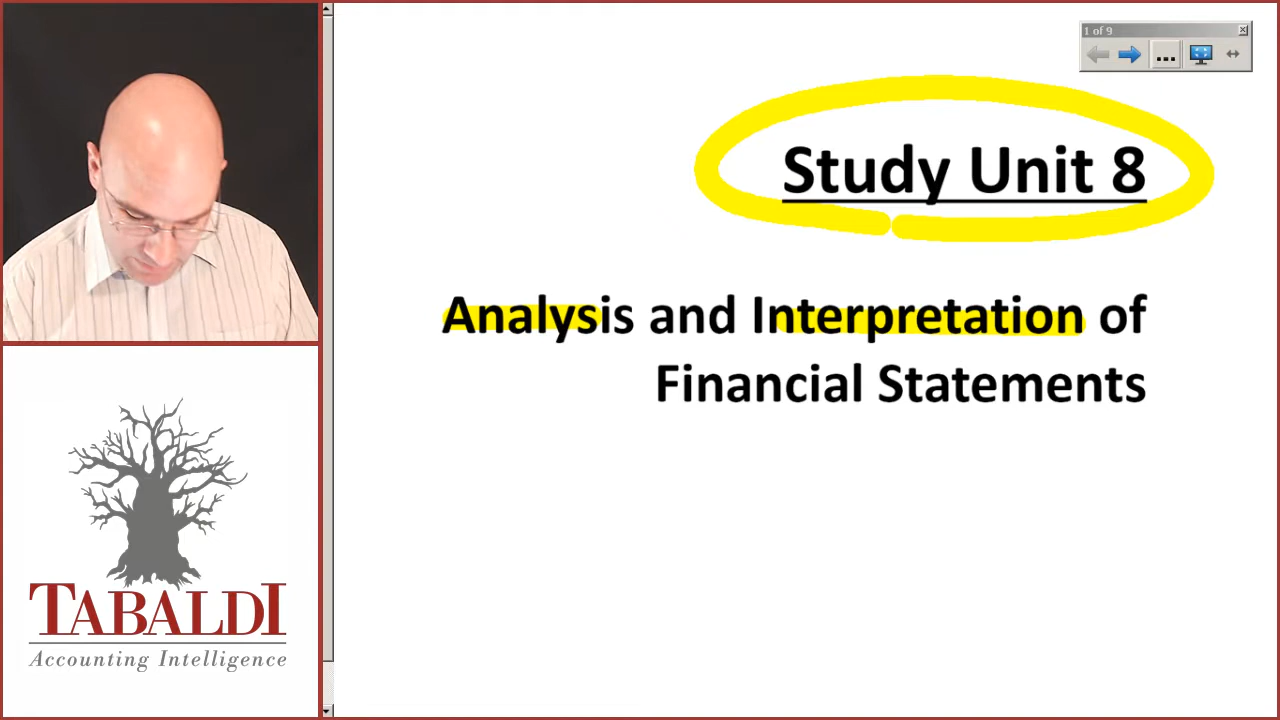 1 of 9
Study Unit 8
Analysis and Interpretation of
Financial Statements
TABALDI
Accounting Intelligence